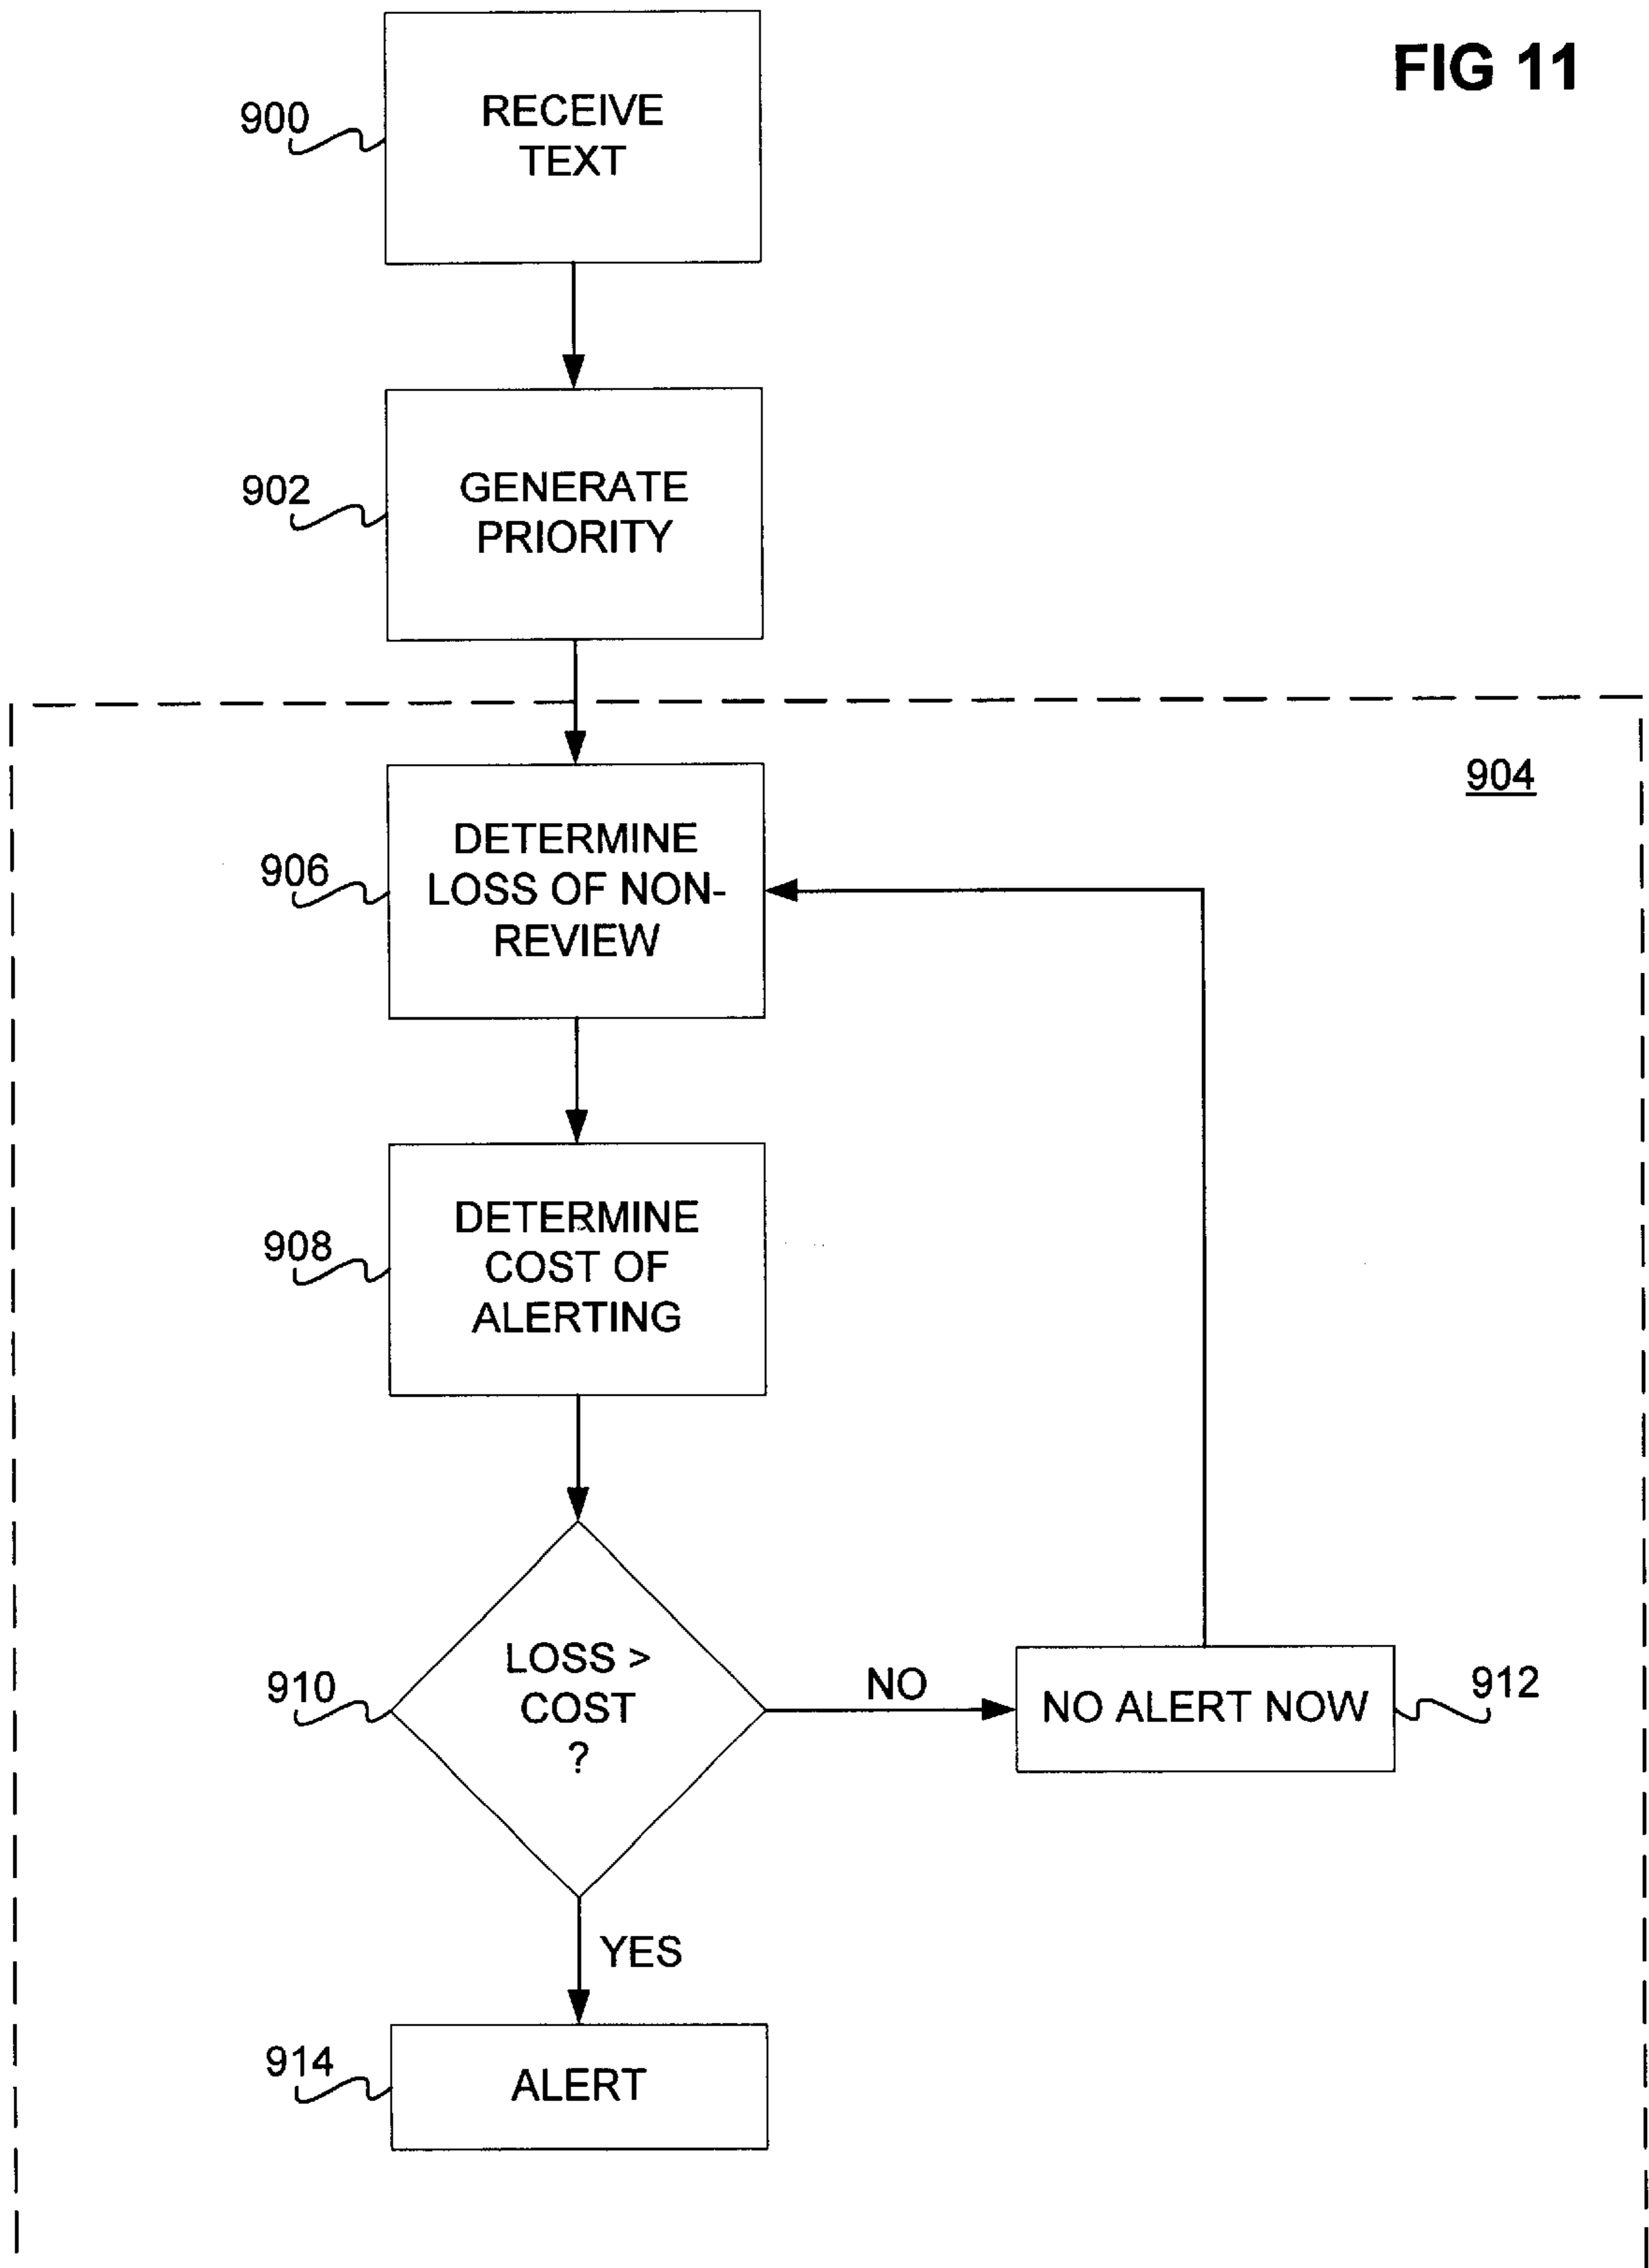 FIG 11
900
RECEIVE
TEXT
902
GENERATE
PRIORITY
904
906
DETERMINE
LOSS OF NON-
REVIEW
908
DETERMINE
COST OF
ALERTING
910
LOSS >
COST
?
NO
NO ALERT NOW
912
YES
914
ALERT